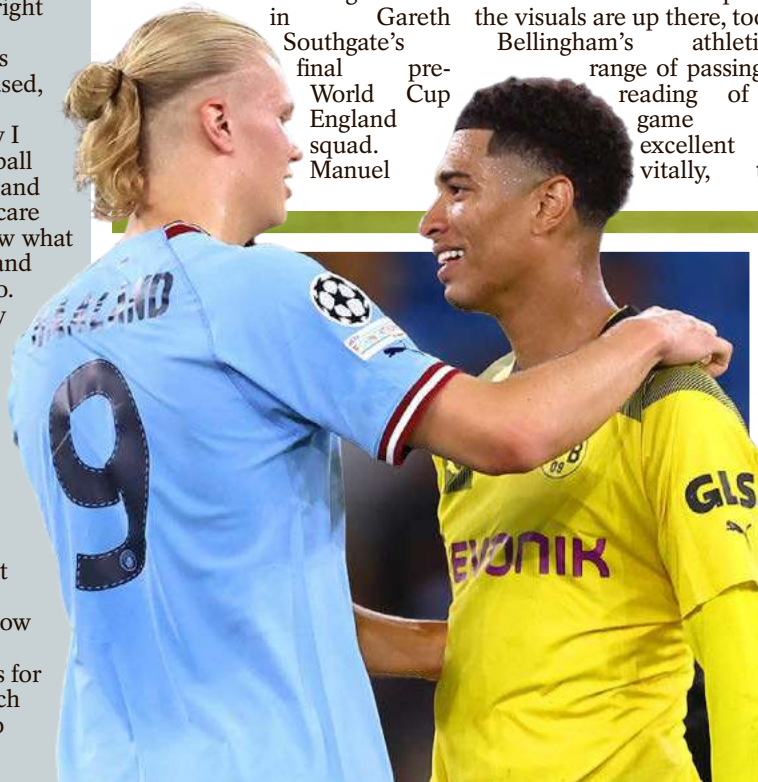 right
s
sed,
y I
ball
and
care
w what
and
o.
y
t
ow
s for
ch
o
in Gareth
Southgate's
final pre-
World Cup
England
squad.
Manuel
the visuals are up there, too
Bellingham's athleti
range of passing
reading of
game
excellent
vitally, t
HAALAND
9
BVB
09
EVONIK
GLS